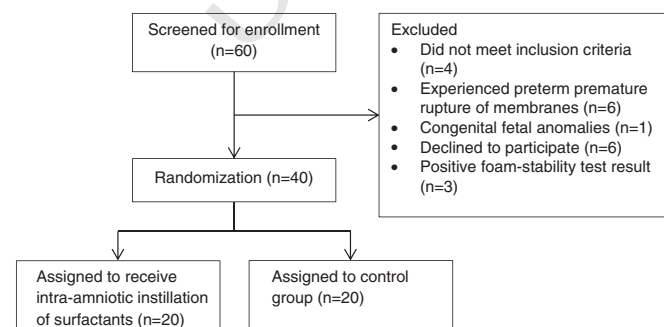 Screened for enrollment
(n=60)
Excluded
• Did not meet inclusion criteria
(n=4)
• Experienced preterm premature
rupture of membranes (n=6)
• Congenital fetal anomalies (n=1)
• Declined to participate (n=6)
• Positive foam-stability test result
(n=3)
Randomization (n=40)
Assigned to receive
intra-amniotic instillation
of surfactants (n=20)
Assigned to control
group (n=20)